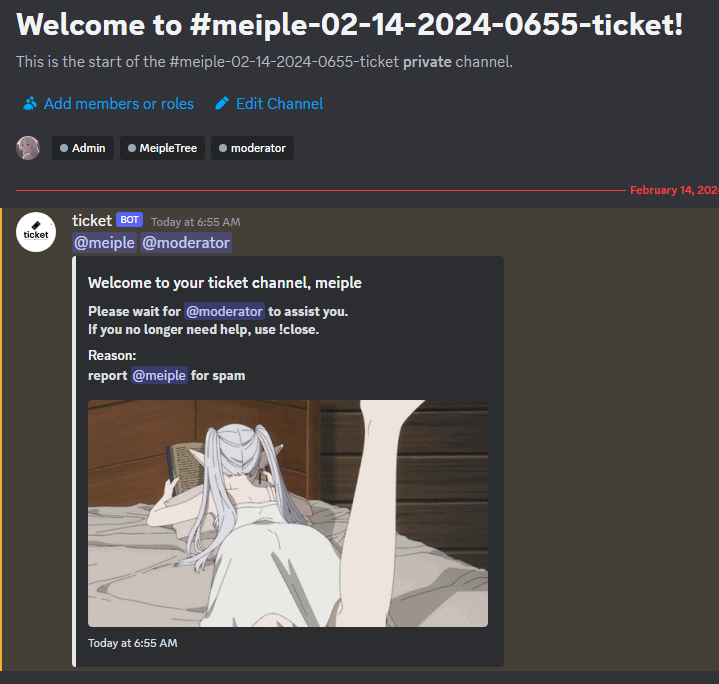 Welcome to #meiple-02-14-2024-0655-ticket!
This is the start of the #meiple-02-14-2024-0655-ticket private channel.
Add members or roles Edit Channel
Admin MeipleTree moderator
February 14, 202
ticket BOT Today at 6:55 AM
ticket
@meiple @moderator
Welcome to your ticket channel, meiple
Please wait for @moderator to assist you.
If you no longer need help, use !close.
Reason:
report @meiple for spam
Today at 6:55 AM